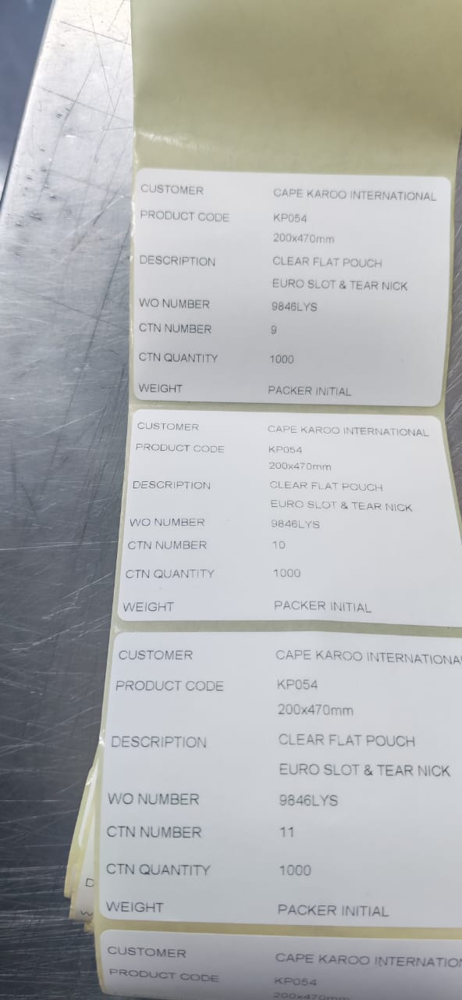 CUSTOMER CAPE KAROO INTERNATIONAL
PRODUCT CODE KP054
200x470mm
DESCRIPTION CLEAR FLAT POUCH
EURO SLOT & TEAR NICK
WO NUMBER 9846LYS
CTN NUMBER 9
CTN QUANTITY 1000
WEIGHT PACKER INITIAL
CUSTOMER CAPE KAROO INTERNATIONAL
PRODUCT CODE KP054
200x470mm
DESCRIPTION CLEAR FLAT POUCH
EURO SLOT & TEAR NICK
WO NUMBER 9846LYS
CTN NUMBER 10
CTN QUANTITY 1000
WEIGHT PACKER INITIAL
CUSTOMER CAPE KAROO INTERNATIONA
PRODUCT CODE KP054
200x470mm
DESCRIPTION CLEAR FLAT POUCH
EURO SLOT & TEAR NICK
WO NUMBER 9846LYS
CTN NUMBER 11
CTN QUANTITY 1000
WEIGHT PACKER INITIAL
D
W
CUSTOMER CAPE KAROO INTERNATIO
PRODUCT CODE KP054
200x470mm